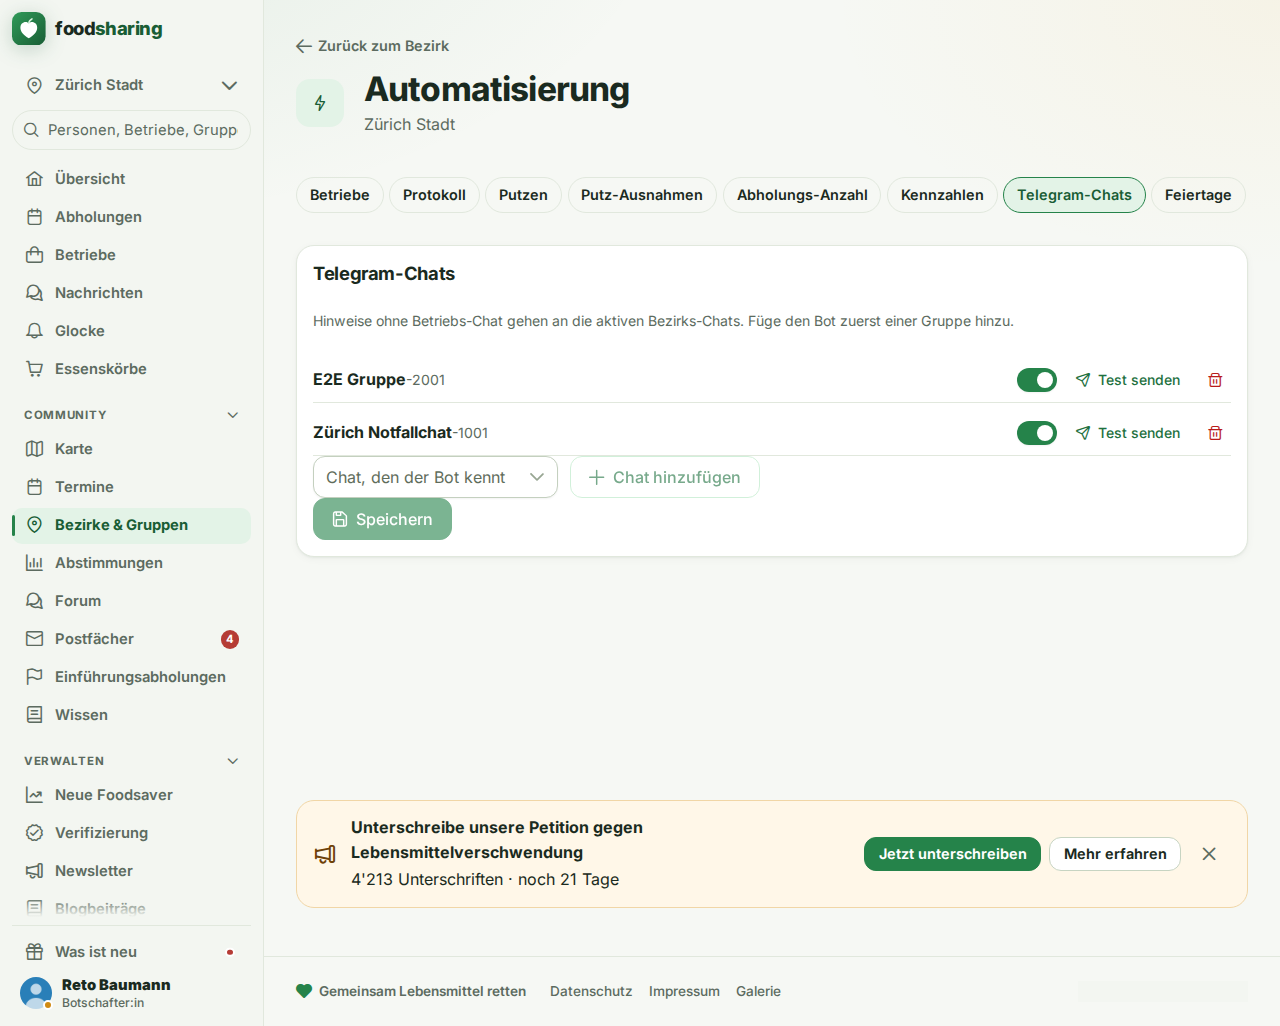 foodsharing
Zürich Stadt
Personen, Betriebe, Grupp
Übersicht
Abholungen
Betriebe
Nachrichten
Glocke
Essenskörbe
COMMUNITY
Karte
Termine
Bezirke & Gruppen
Abstimmungen
Forum
Postfächer 4
Einführungsabholungen
Wissen
VERWALTEN
Neue Foodsaver
Verifizierung
Newsletter
Blogbeiträge
Was ist neu
Reto Baumann
Botschafter:in
Zurück zum Bezirk
Automatisierung
Zürich Stadt
Betriebe Protokoll Putzen Putz-Ausnahmen Abholungs-Anzahl Kennzahlen Telegram-Chats Feiertage
Telegram-Chats
Hinweise ohne Betriebs-Chat gehen an die aktiven Bezirks-Chats. Füge den Bot zuerst einer Gruppe hinzu.
E2E Gruppe-2001 Test senden
Zürich Notfallchat-1001 Test senden
Chat, den der Bot kennt Chat hinzufügen
Speichern
Unterschreibe unsere Petition gegen
Lebensmittelverschwendung
4'213 Unterschriften · noch 21 Tage
Jetzt unterschreiben Mehr erfahren
Gemeinsam Lebensmittel retten Datenschutz Impressum Galerie